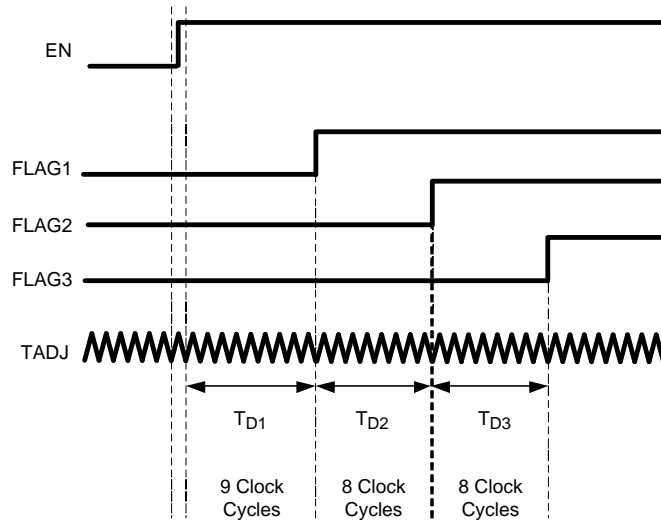 EN
FLAG1
FLAG2
FLAG3
TADJ
TD1 TD2 TD3
9 Clock 8 Clock 8 Clock
Cycles Cycles Cycles